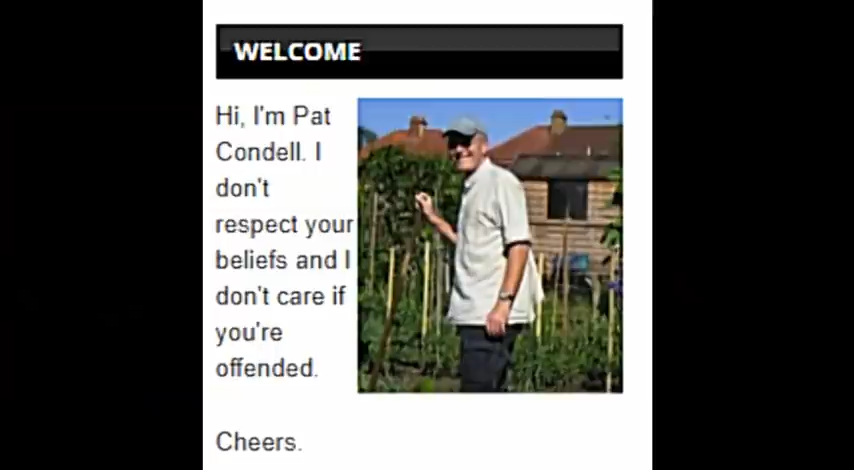 WELCOME
Hi, I'm Pat
Condell. I
don't
respect your
beliefs and I
don't care if
you're
offended.
Cheers.